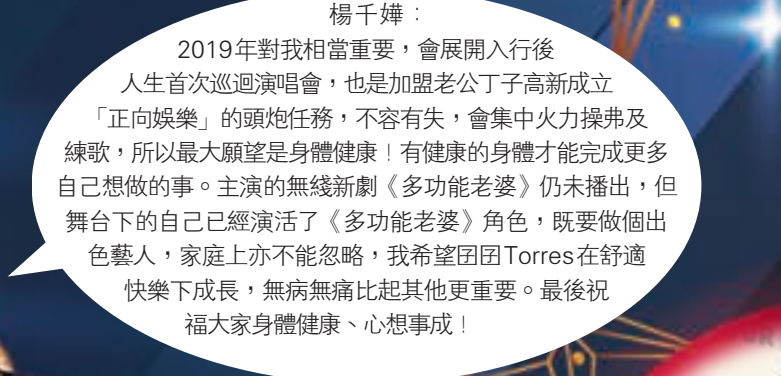 楊千嬅：
2019年對我相當重要，會展開入行後
人生首次巡迴演唱會，也是加盟老公丁子高新成立
「正向娛樂」的頭炮任務，不容有失，會集中火力操弗及
練歌，所以最大願望是身體健康！有健康的身體才能完成更多
自己想做的事。主演的無綫新劇《多功能老婆》仍未播出，但
舞台下的自己已經演活了《多功能老婆》角色，既要做個出
色藝人，家庭上亦不能忽略，我希望囝囝Torres在舒適
快樂下成長，無病無痛比起其他更重要。最後祝
福大家身體健康、心想事成！